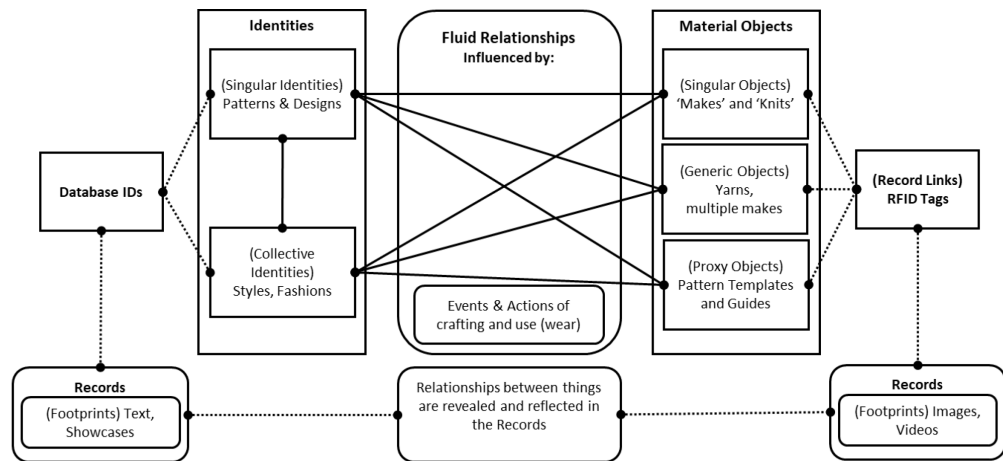 Identities
(Singular Identities)
Patterns & Designs
(Collective
Identities)
Styles, Fashions
Database IDs
Fluid Relationships
Influenced by:
Events & Actions of
crafting and use (wear)
Material Objects
(Singular Objects)
‘Makes’ and ‘Knits’
(Generic Objects)
Yarns,
multiple makes
(Proxy Objects)
Pattern Templates
and Guides
(Record Links)
RFID Tags
Records
(Footprints) Text,
Showcases
Relationships between things
are revealed and reflected in
the Records
Records
(Footprints) Images,
Videos